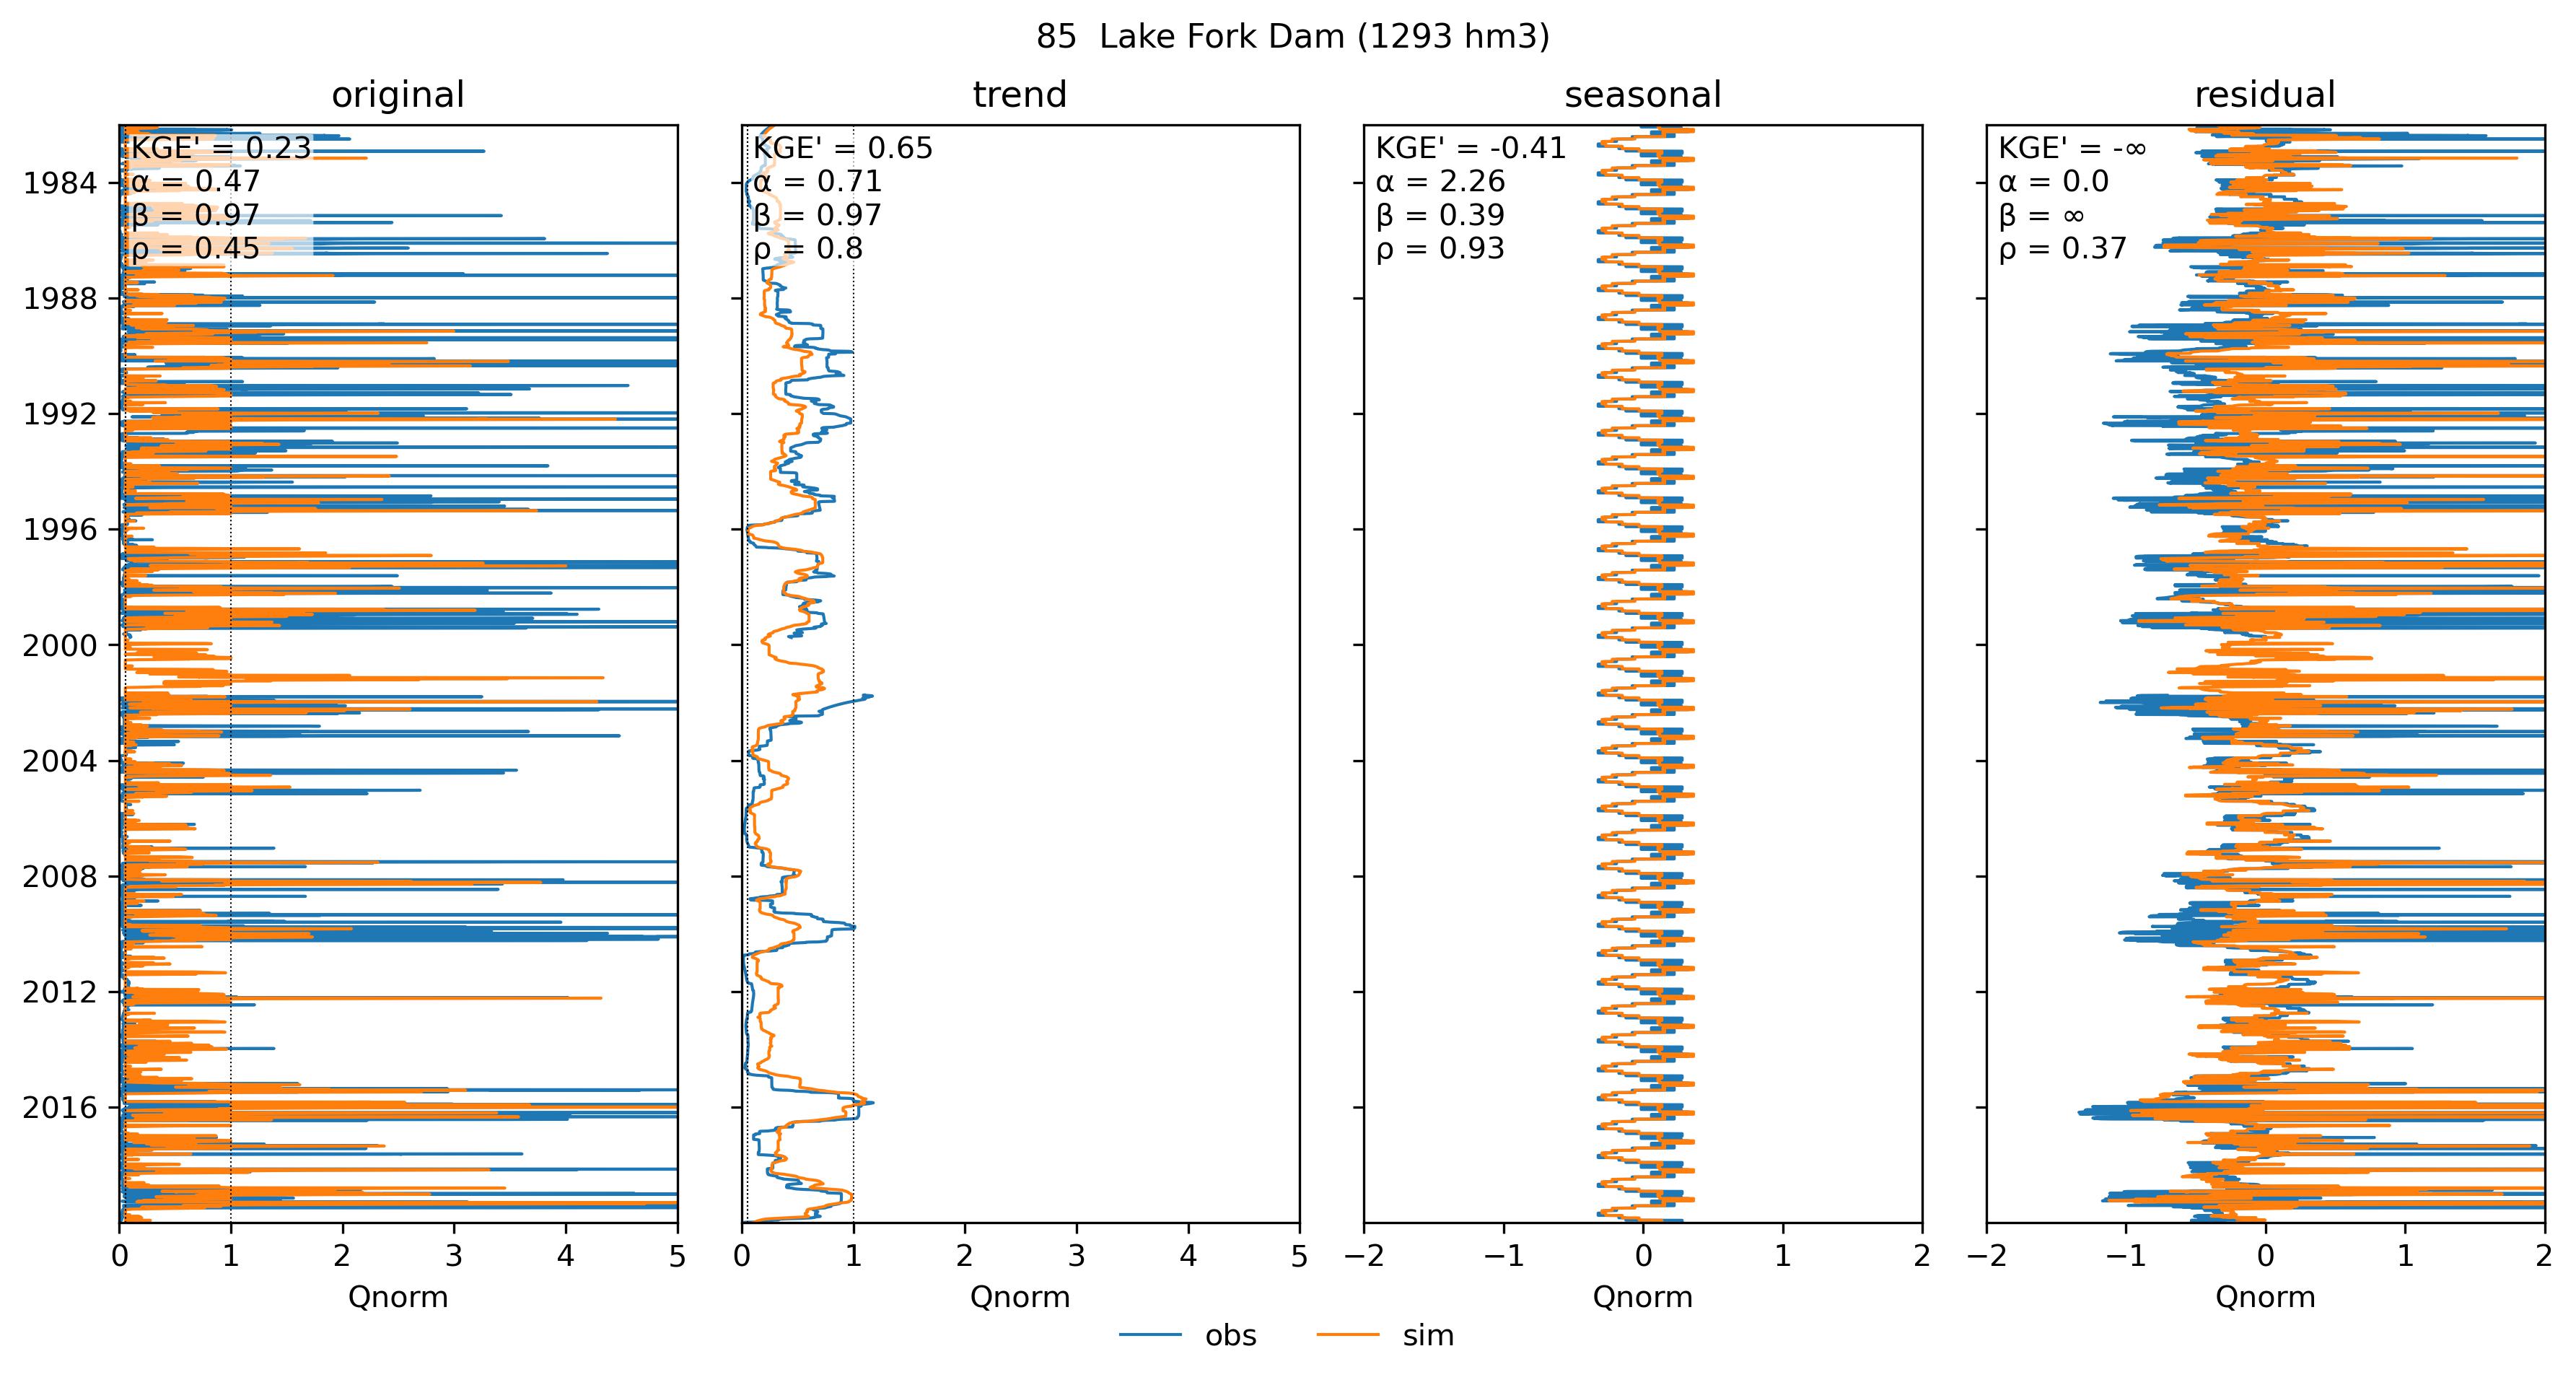 85  Lake Fork Dam (1293 hm3)
original
trend
seasonal
residual
KGE' = 0.23
α = 0.47
β = 0.97
ρ = 0.45
KGE' = 0.65
α = 0.71
β = 0.97
ρ = 0.8
KGE' = -0.41
α = 2.26
β = 0.39
ρ = 0.93
KGE' = -∞
α = 0.0
β = ∞
ρ = 0.37
1984
1988
1992
1996
2000
2004
2008
2012
2016
0 1 2 3 4 5
0 1 2 3 4 5
−2 −1 0 1 2
−2 −1 0 1 2
Qnorm
Qnorm
Qnorm
Qnorm
obs
sim